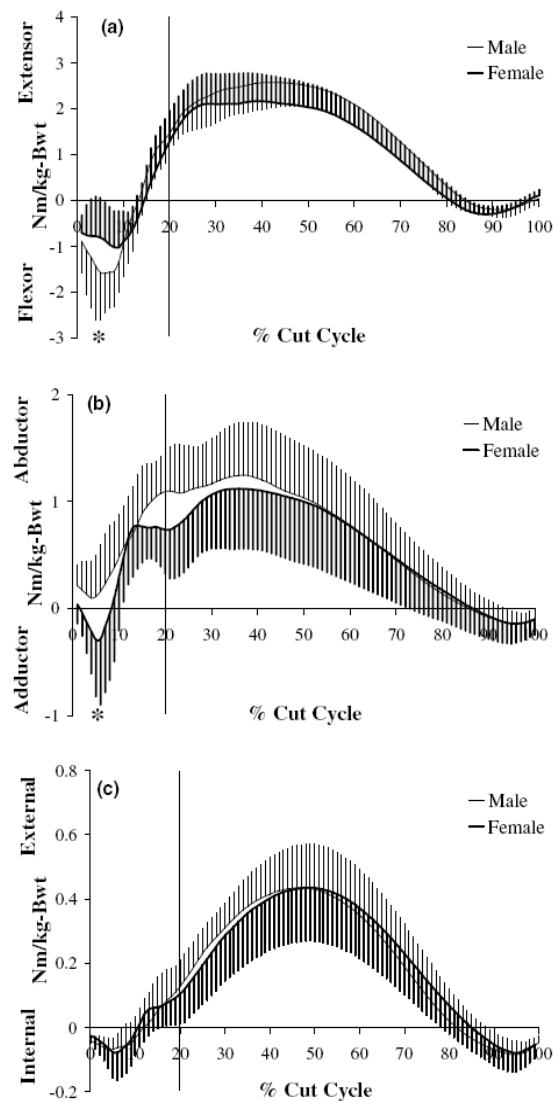 (a)
4
3
2
1
0
-1
-2
-3
Extensor
Nm/kg-Bwt
Flexor
Male
Female
0 10 20 30 40 50 60 70 80 90 100
*
% Cut Cycle
(b)
2
1
0
-1
Abductor
Nm/kg-Bwt
Adductor
Male
Female
0 10 20 30 40 50 60 70 80 90 100
*
% Cut Cycle
(c)
0.8
0.6
0.4
0.2
0
-0.2
External
Nm/kg-Bwt
Internal
Male
Female
0 10 20 30 40 50 60 70 80 90 100
% Cut Cycle